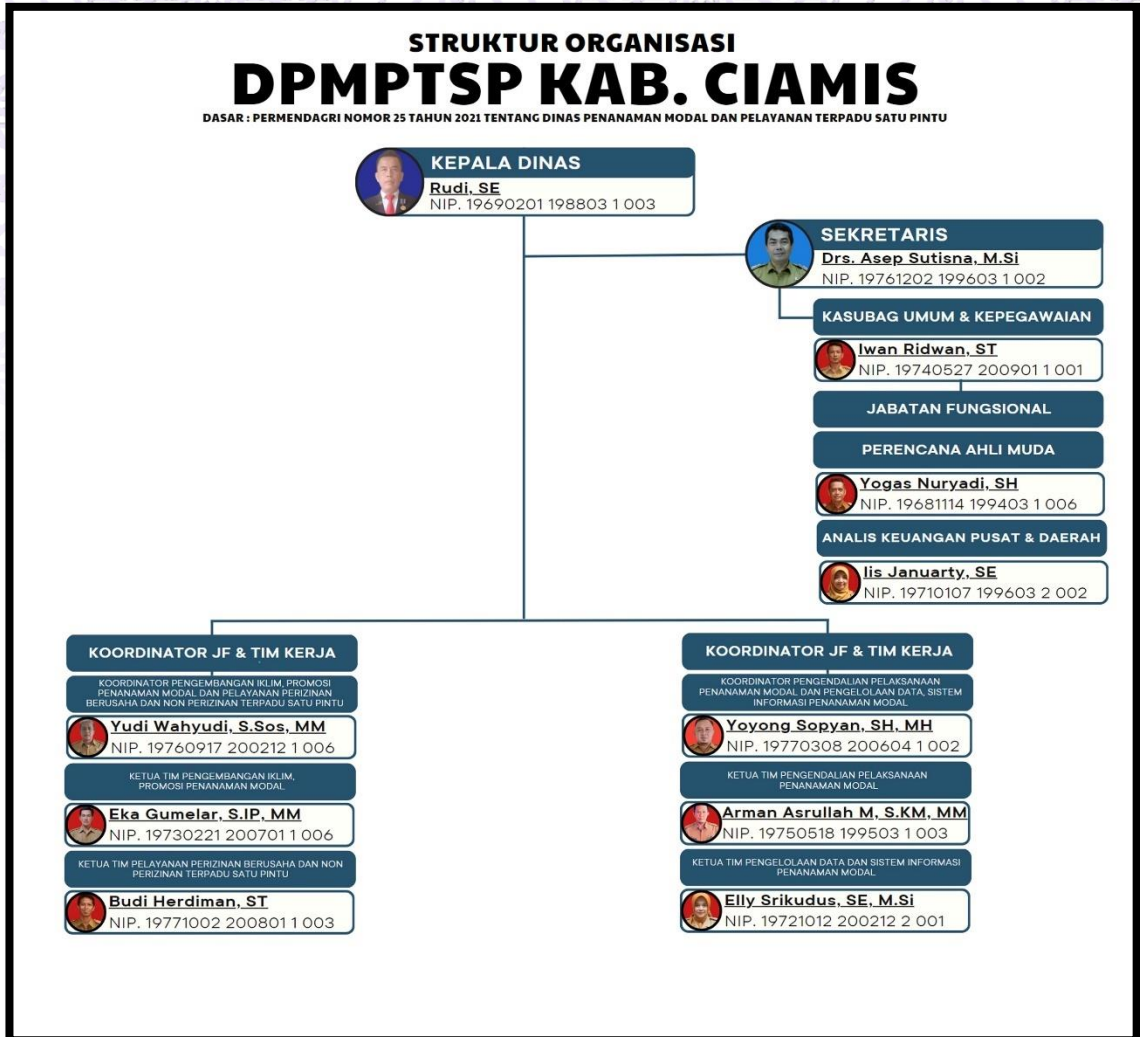 STRUKTUR ORGANISASI
DPMPTSP KAB. CIAMIS
DASAR : PERMENDAGRI NOMOR 25 TAHUN 2021 TENTANG DINAS PENANAMAN MODAL DAN PELAYANAN TERPADU SATU PINTU
KEPALA DINAS
Rudi, SE
NIP. 19690201 198803 1 003
SEKRETARIS
Drs. Asep Sutisna, M.Si
NIP. 19761202 199603 1 002
KASUBAG UMUM & KEPEGAWAIAN
Iwan Ridwan, ST
NIP. 19740527 200901 1 001
JABATAN FUNGSIONAL
PERENCANA AHLI MUDA
Yogas Nuryadi, SH
NIP. 19681114 199403 1 006
ANALIS KEUANGAN PUSAT & DAERAH
Iis Januarty, SE
NIP. 19710107 199603 2 002
KOORDINATOR JF & TIM KERJA
KOORDINATOR PENGEMBANGAN IKLIM, PROMOSI
PENANAMAN MODAL DAN PELAYANAN PERIZINAN
BERUSAHA DAN NON PERIZINAN TERPADU SATU PINTU
Yudi Wahyudi, S.Sos, MM
NIP. 19760917 200212 1 006
KETUA TIM PENGEMBANGAN IKLIM,
PROMOSI PENANAMAN MODAL
Eka Gumelar, S.IP, MM
NIP. 19730221 200701 1 006
KETUA TIM PELAYANAN PERIZINAN BERUSAHA DAN NON
PERIZINAN TERPADU SATU PINTU
Budi Herdiman, ST
NIP. 19771002 200801 1 003
KOORDINATOR JF & TIM KERJA
KOORDINATOR PENGENDALIAN PELAKSANAAN
PENANAMAN MODAL DAN PENGELOLAAN DATA, SISTEM
INFORMASI PENANAMAN MODAL
Yoyong Sopyan, SH, MH
NIP. 19770308 200604 1 002
KETUA TIM PENGENDALIAN PELAKSANAAN
PENANAMAN MODAL
Arman Asrullah M, S.KM, MM
NIP. 19750518 199503 1 003
KETUA TIM PENGELOLAAN DATA DAN SISTEM INFORMASI
PENANAMAN MODAL
Elly Srikudus, SE, M.Si
NIP. 19721012 200212 2 001